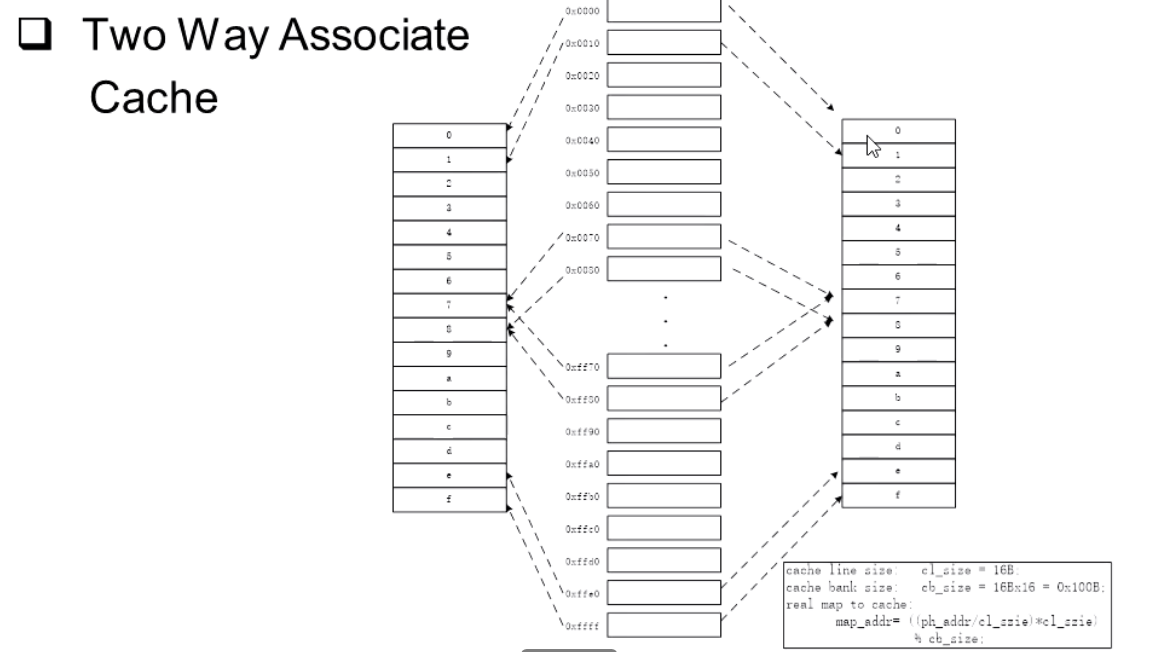 Two Way Associate
Cache
0x0000
0x0010
0x0020
0x0030
0x0040
0x0050
0x0060
0x0070
0x0080
0xff70
0xff80
0xff90
0xffa0
0xffb0
0xffc0
0xffd0
0xffe0
0xffff
0
1
2
3
4
5
6
7
8
9
a
b
c
d
e
f
0
1
2
3
4
5
6
7
8
9
a
b
c
d
e
f
cache line size: cl_size = 16B;
cache bank size: cb_size = 16Bx16 = 0x100B;
real map to cache:
map_addr= ((ph_addr/cl_szie)*cl_szie)
% cb_size;